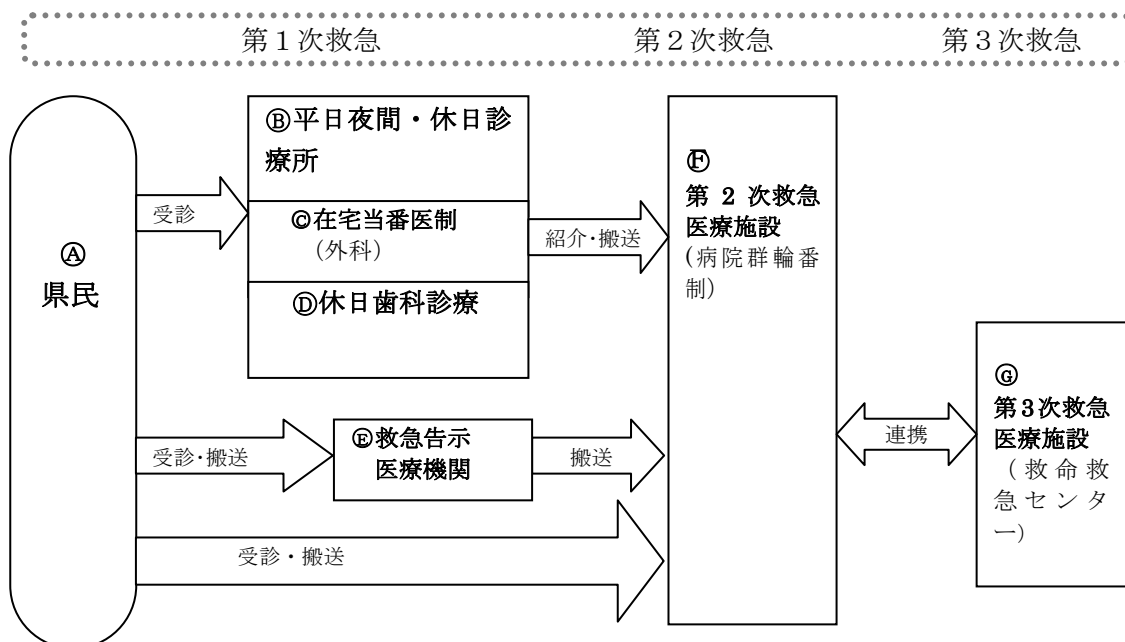 第１次救急
第２次救急
第３次救急
Ⓐ
県民
受診
Ⓑ平日夜間・休日診
療所
Ⓒ在宅当番医制
（外科）
Ⓓ休日歯科診療
紹介・搬送
受診・搬送
Ⓔ救急告示
医療機関
搬送
受診・搬送
Ⓕ
第２次救急
医療施設
(病院群輪番
制)
連携
Ⓖ
第3次救急
医療施設
（救命救
急センタ
ー）